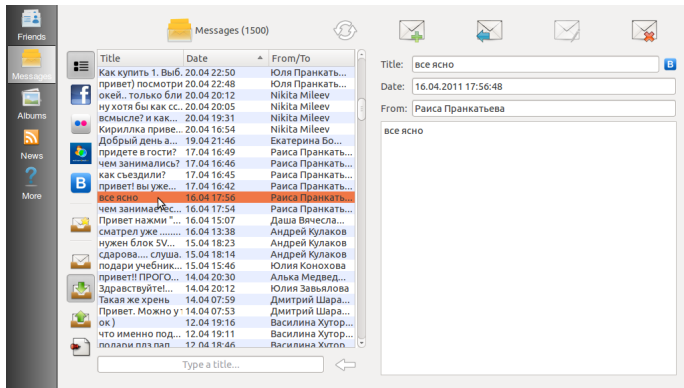 Friends
Messages
Albums
News
More
Messages (1500)
Title Date From/To
Как купить 1. Выб. 20.04 22:50 Юля Пранкать...
привет) посмотри 20.04 22:48 Юля Пранкать...
окей.. только бли 20.04 20:12 Nikita Mileev
ну хотя бы как сс.. 20.04 20:05 Nikita Mileev
всмысле? и как... 20.04 19:31 Nikita Mileev
Кириллка приве... 20.04 16:54 Nikita Mileev
Добрый день а... 19.04 21:46 Екатерина Бо...
придете в гости? 17.04 16:49 Раиса Пранкать...
чем занимались? 17.04 16:46 Раиса Пранкать...
как съездили? 17.04 16:45 Раиса Пранкать...
привет! вы уже... 17.04 16:42 Раиса Пранкать...
все ясно 16.04 17:56 Раиса Пранкать...
чем занимаетес... 16.04 17:54 Раиса Пранкать...
Привет нажми "... 16.04 15:07 Даша Вячесла...
сматрел уже ........ 16.04 13:38 Андрей Кулаков
нужен блок 5V... 15.04 18:23 Андрей Кулаков
сдарова.... слуша. 15.04 18:14 Андрей Кулаков
подари учебник... 15.04 15:46 Юлия Конохова
привет!! ПРОГО... 14.04 20:30 Алька Медвед...
Здравствуйте!... 14.04 20:12 Юлия Завьялова
Такая же хрень 14.04 07:59 Дмитрий Шара...
Привет. Можно у 14.04 07:53 Дмитрий Шара...
ок ) 12.04 19:16 Василина Хутор...
что именно под... 12.04 19:11 Василина Хутор...
подари плз пап... 12.04 18:46 Василина Хутор...
Type a title...
Title: все ясно
Date: 16.04.2011 17:56:48
From: Раиса Пранкатьева
все ясно